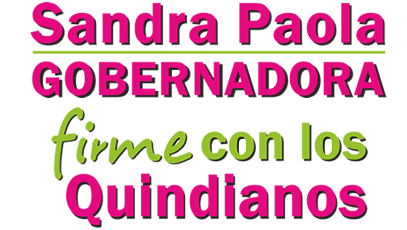 Sandra Paola
GOBERNADORA
firme con los
Quindianos